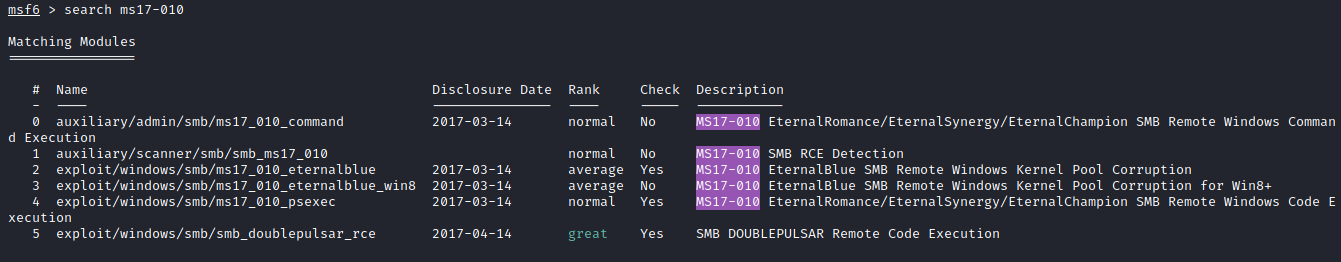 msf6 > search ms17-010
Matching Modules
================
# Name Disclosure Date Rank Check Description
- ---- --------------- ---- ----- -----------
0 auxiliary/admin/smb/ms17_010_command 2017-03-14 normal No MS17-010 EternalRomance/EternalSynergy/EternalChampion SMB Remote Windows Comman
d Execution
1 auxiliary/scanner/smb/smb_ms17_010 normal No MS17-010 SMB RCE Detection
2 exploit/windows/smb/ms17_010_eternalblue 2017-03-14 average Yes MS17-010 EternalBlue SMB Remote Windows Kernel Pool Corruption
3 exploit/windows/smb/ms17_010_eternalblue_win8 2017-03-14 average No MS17-010 EternalBlue SMB Remote Windows Kernel Pool Corruption for Win8+
4 exploit/windows/smb/ms17_010_psexec 2017-03-14 normal Yes MS17-010 EternalRomance/EternalSynergy/EternalChampion SMB Remote Windows Code E
xecution
5 exploit/windows/smb/smb_doublepulsar_rce 2017-04-14 great Yes SMB DOUBLEPULSAR Remote Code Execution